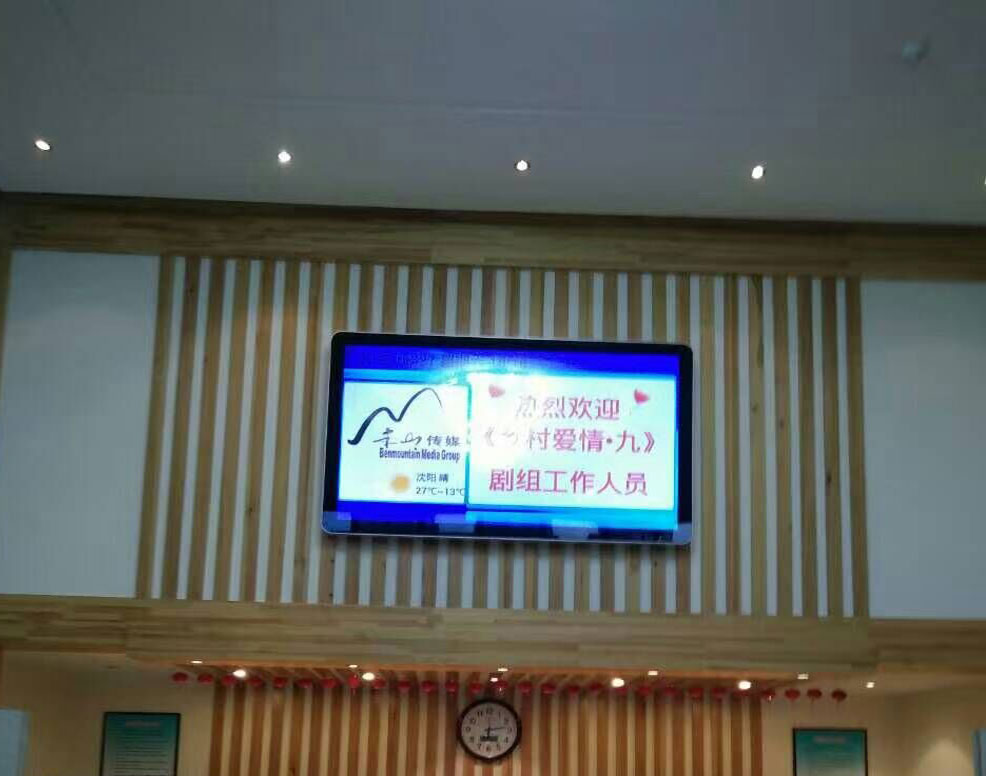 本山传媒
Benmountain Media Group
沈阳 晴
27℃~13℃
热烈欢迎
《乡村爱情·九》
剧组工作人员